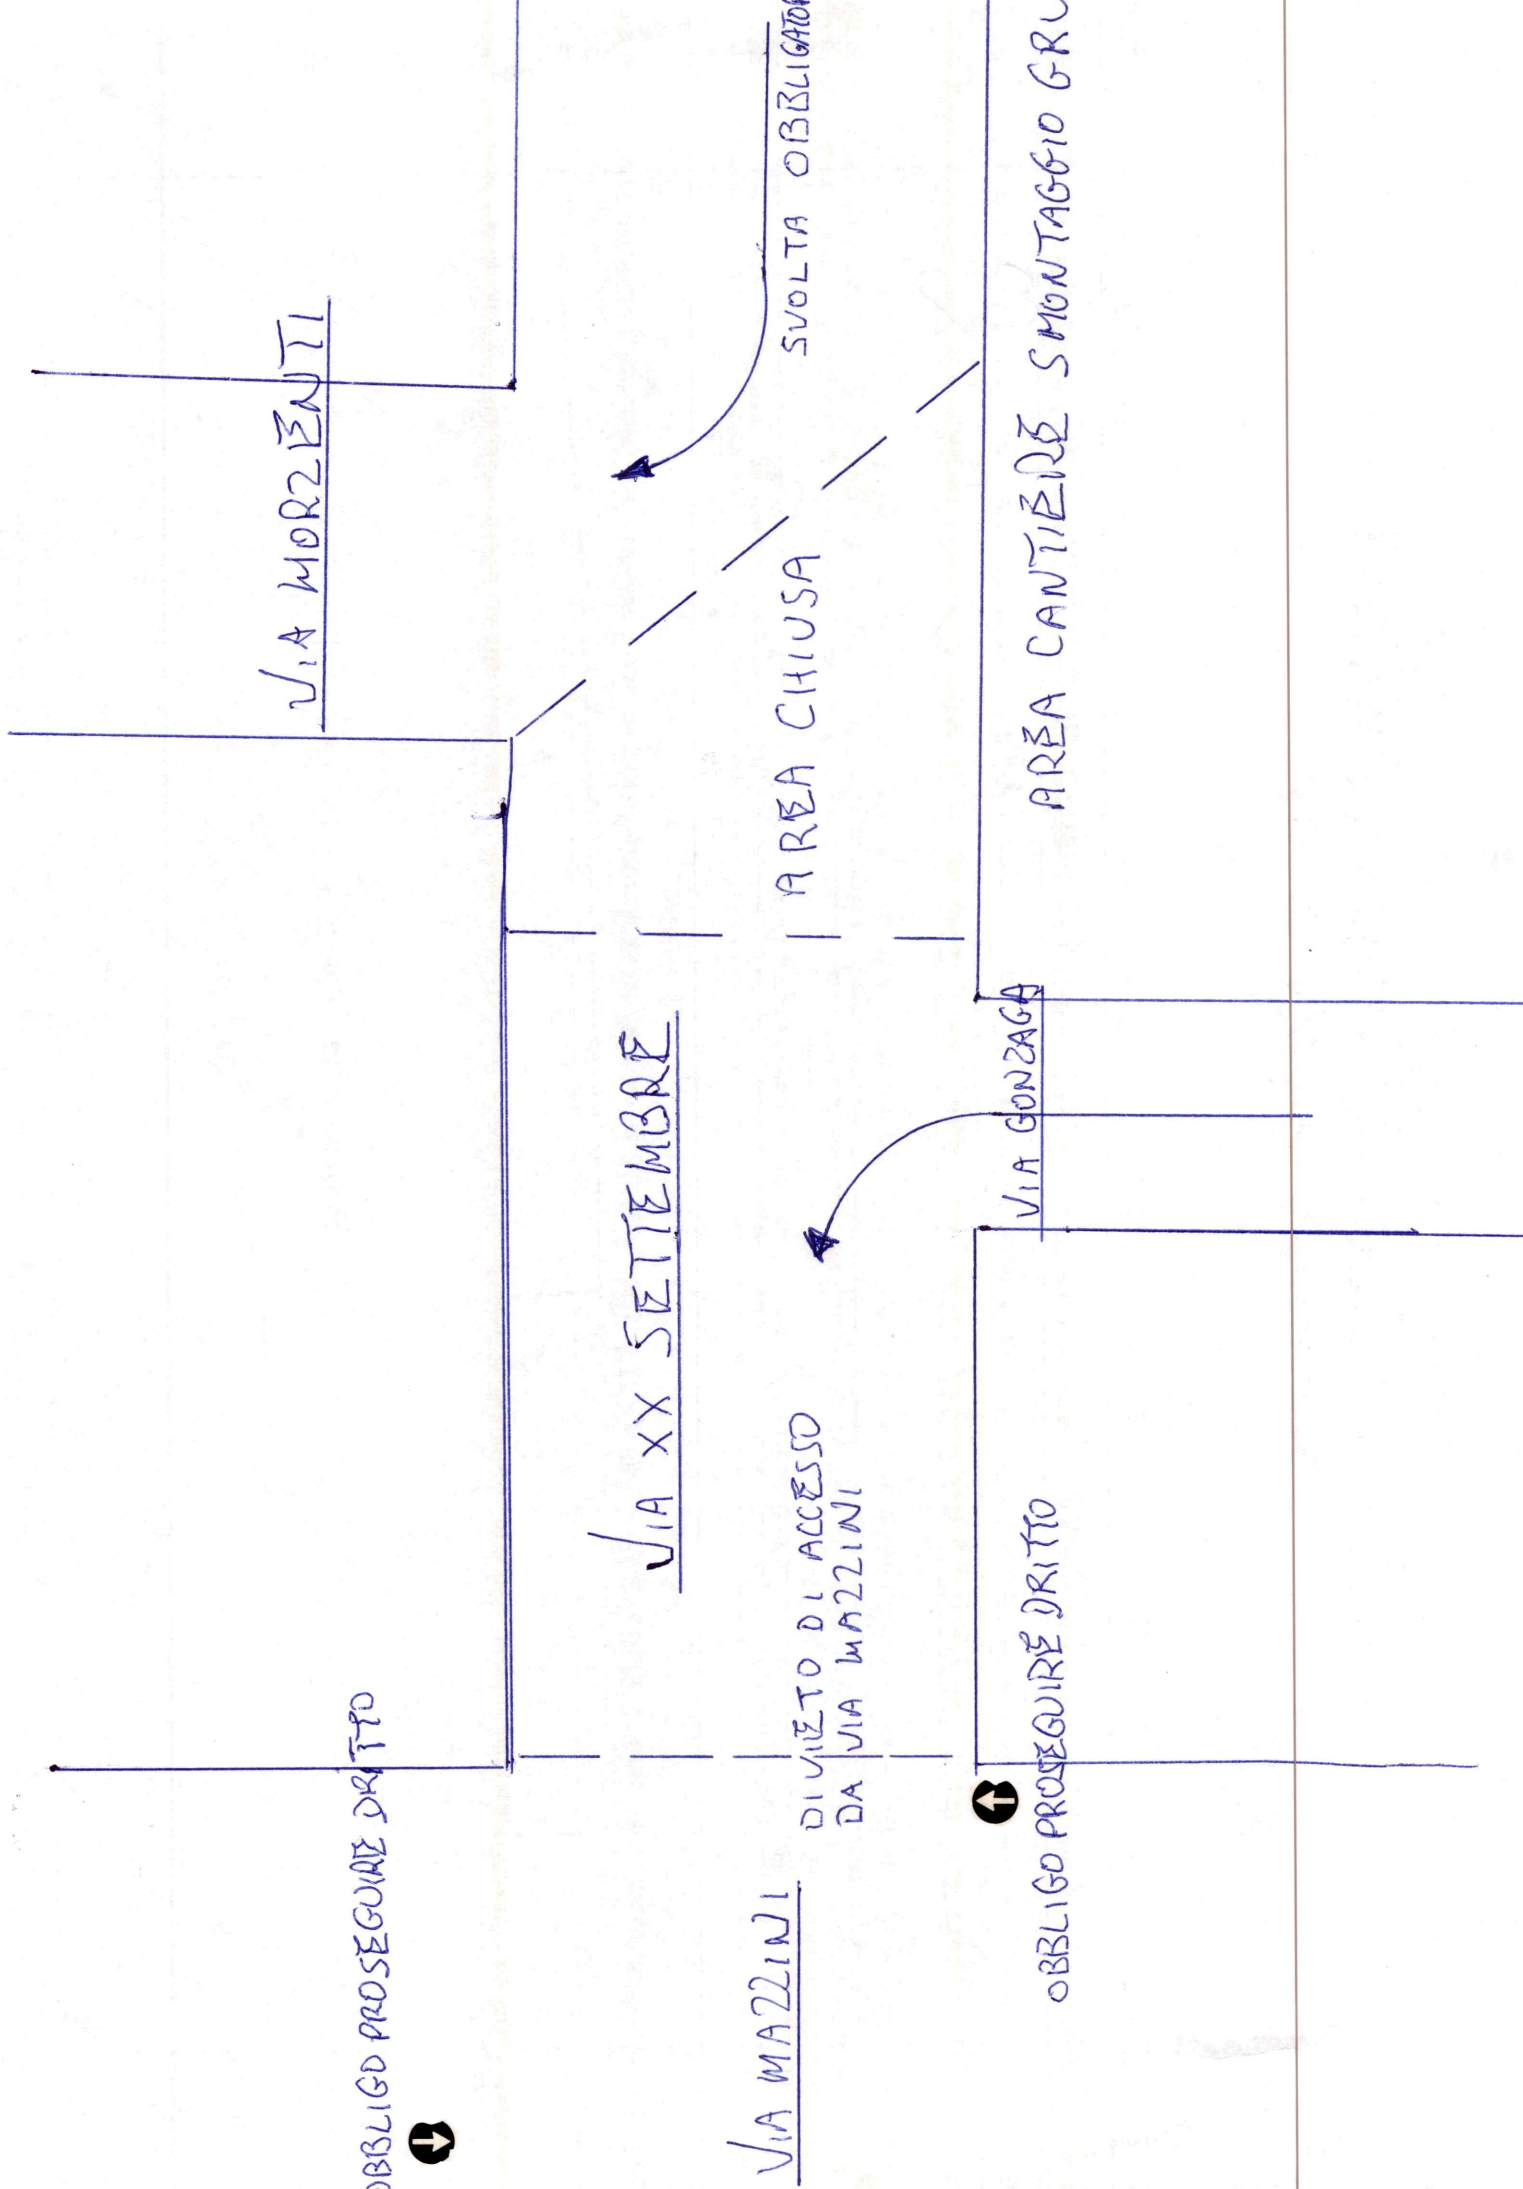 VIA MORZENTI
SVOLTA OBBLIGATOR
AREA CANTIERE SMONTAGGIO GRU
AREA CHIUSA
VIA XX SETTEMBRE
VIA GONZAGA
DIVIETO DI ACCESSO
DA VIA MAZZINI
OBBLIGO PROSEGUIRE DRITTO
VIA MAZZINI
OBBLIGO PROSEGUIRE DRITTO